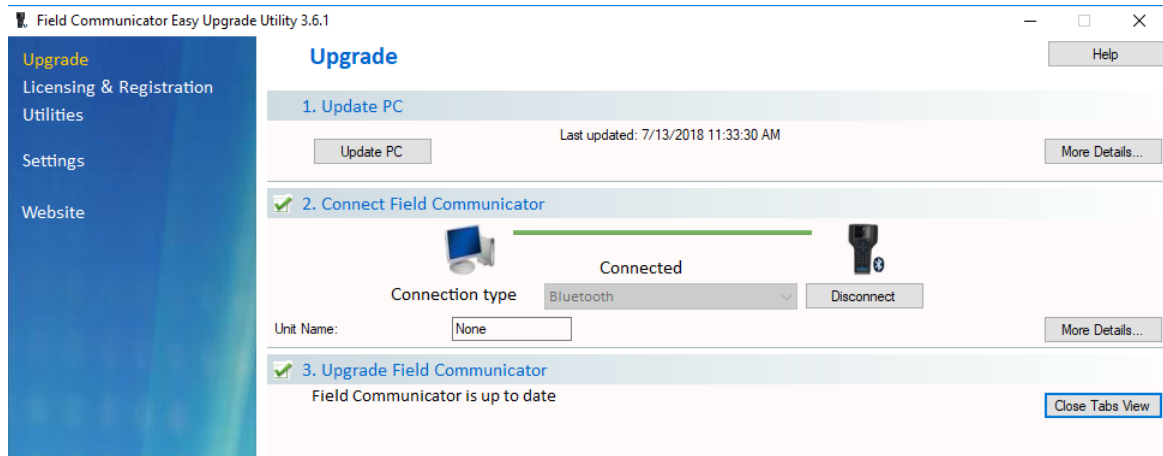 Field Communicator Easy Upgrade Utility 3.6.1
Upgrade
Licensing & Registration
Utilities
Settings
Website
Upgrade
Help
1. Update PC
Last updated: 7/13/2018 11:33:30 AM
Update PC
More Details...
2. Connect Field Communicator
Connected
Connection type
Bluetooth
Disconnect
Unit Name:
None
More Details...
3. Upgrade Field Communicator
Field Communicator is up to date
Close Tabs View